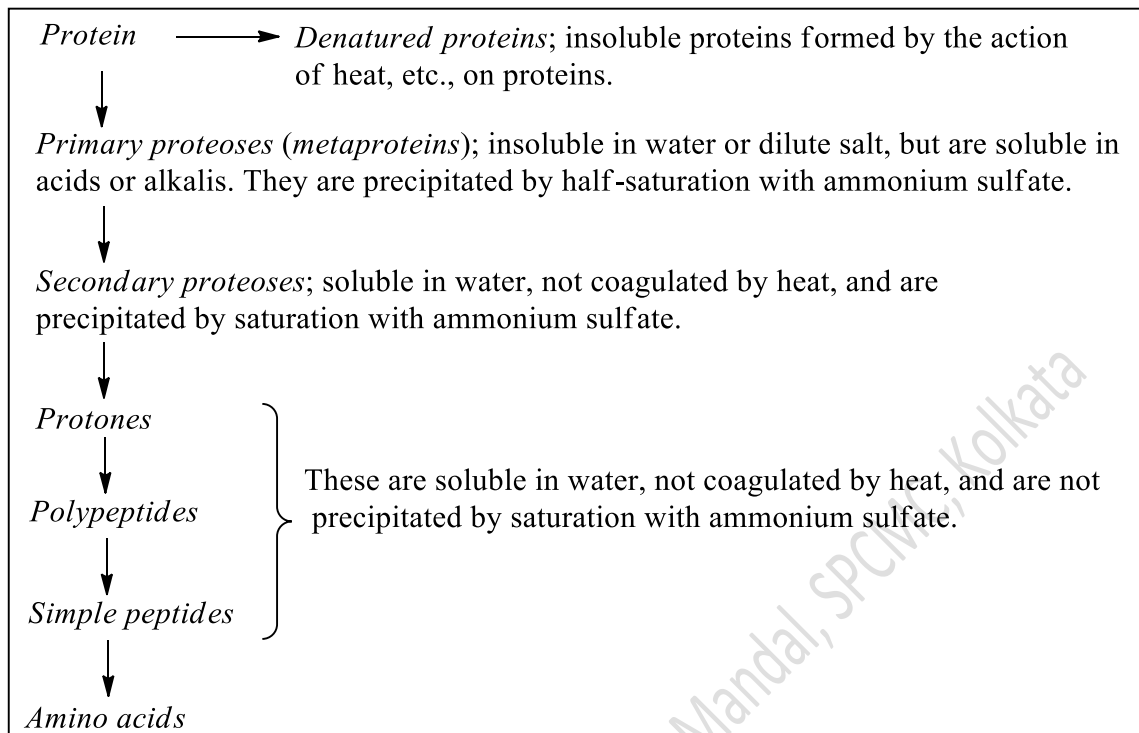 Protein
Denatured proteins; insoluble proteins formed by the action
of heat, etc., on proteins.
Primary proteoses (metaproteins); insoluble in water or dilute salt, but are soluble in
acids or alkalis. They are precipitated by half-saturation with ammonium sulfate.
Secondary proteoses; soluble in water, not coagulated by heat, and are
precipitated by saturation with ammonium sulfate.
Protones
Polypeptides
Simple peptides
These are soluble in water, not coagulated by heat, and are not
precipitated by saturation with ammonium sulfate.
Amino acids
Mandal, SPCMC, Kolkata